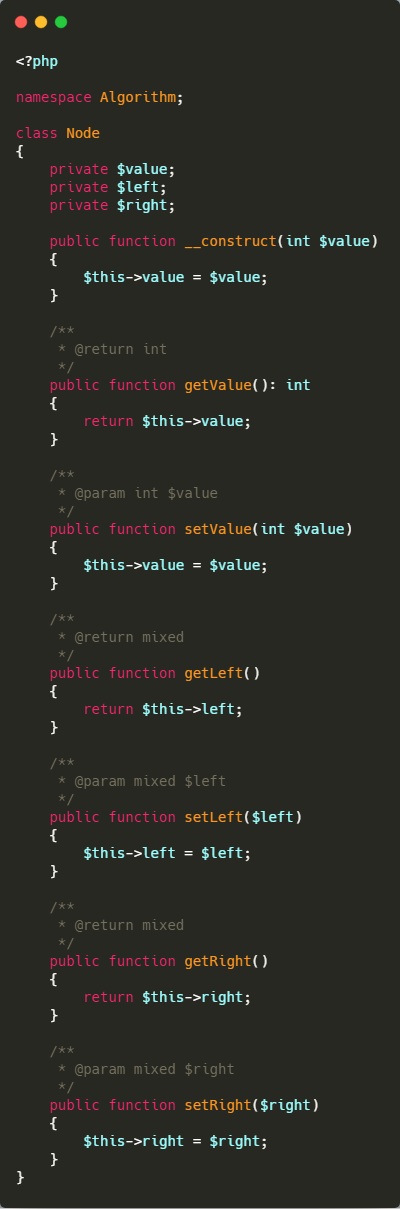 <?php
namespace Algorithm;
class Node
{
    private $value;
    private $left;
    private $right;
    public function __construct(int $value)
    {
        $this->value = $value;
    }
    /**
     * @return int
     */
    public function getValue(): int
    {
        return $this->value;
    }
    /**
     * @param int $value
     */
    public function setValue(int $value)
    {
        $this->value = $value;
    }
    /**
     * @return mixed
     */
    public function getLeft()
    {
        return $this->left;
    }
    /**
     * @param mixed $left
     */
    public function setLeft($left)
    {
        $this->left = $left;
    }
    /**
     * @return mixed
     */
    public function getRight()
    {
        return $this->right;
    }
    /**
     * @param mixed $right
     */
    public function setRight($right)
    {
        $this->right = $right;
    }
}